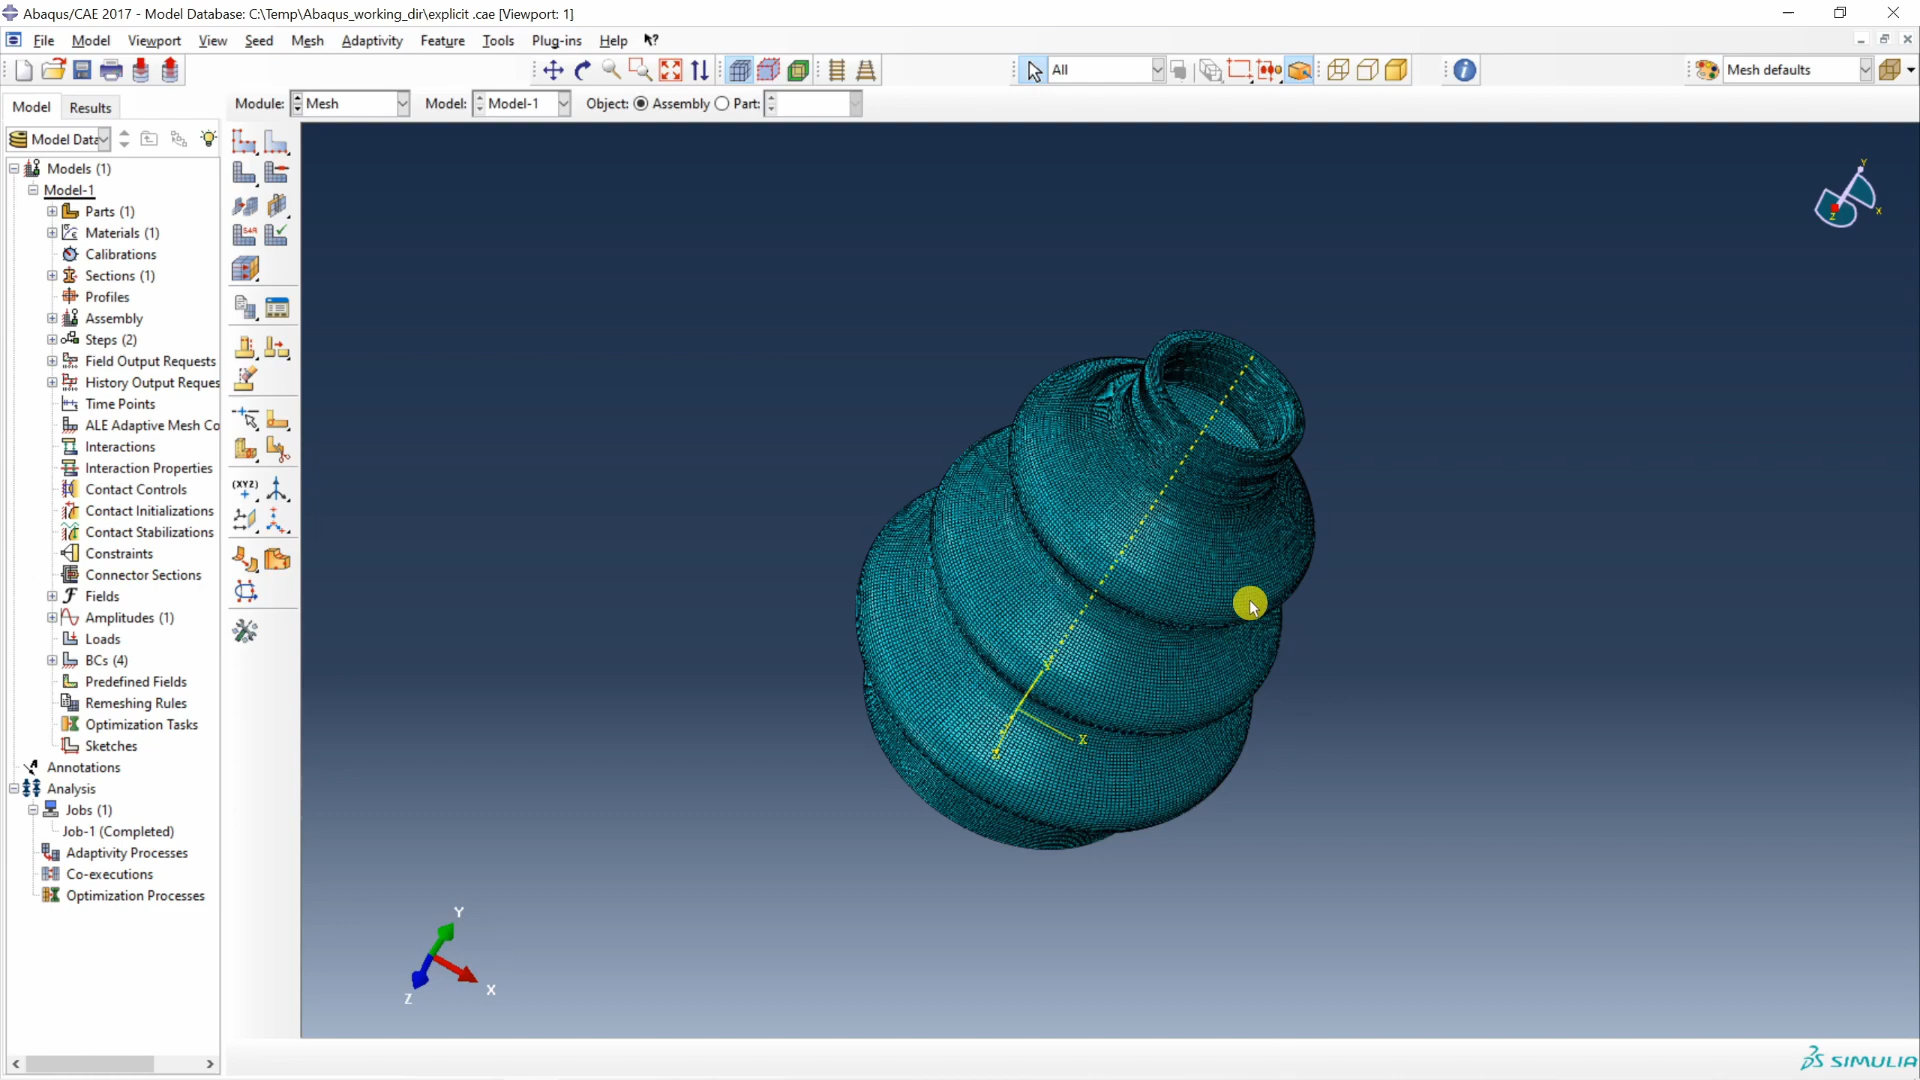 Abaqus/CAE 2017 - Model Database: C:\Temp\Abaqus_working_dir\explicit .cae [Viewport: 1]
File Model Viewport View Seed Mesh Adaptivity Feature Tools Plug-ins Help
All
Mesh defaults
Model Results
Module: Mesh Model: Model-1 Object: Assembly Part:
Model Data
Models (1)
Model-1
Parts (1)
Materials (1)
Calibrations
Sections (1)
Profiles
Assembly
Steps (2)
Field Output Requests
History Output Reques
Time Points
ALE Adaptive Mesh Co
Interactions
Interaction Properties
Contact Controls
Contact Initializations
Contact Stabilizations
Constraints
Connector Sections
Fields
Amplitudes (1)
Loads
BCs (4)
Predefined Fields
Remeshing Rules
Optimization Tasks
Sketches
Annotations
Analysis
Jobs (1)
Job-1 (Completed)
Adaptivity Processes
Co-executions
Optimization Processes
S4R
(XYZ)
Y
X
Z
Y
X
Z
Y
X
Z
SIMULIA